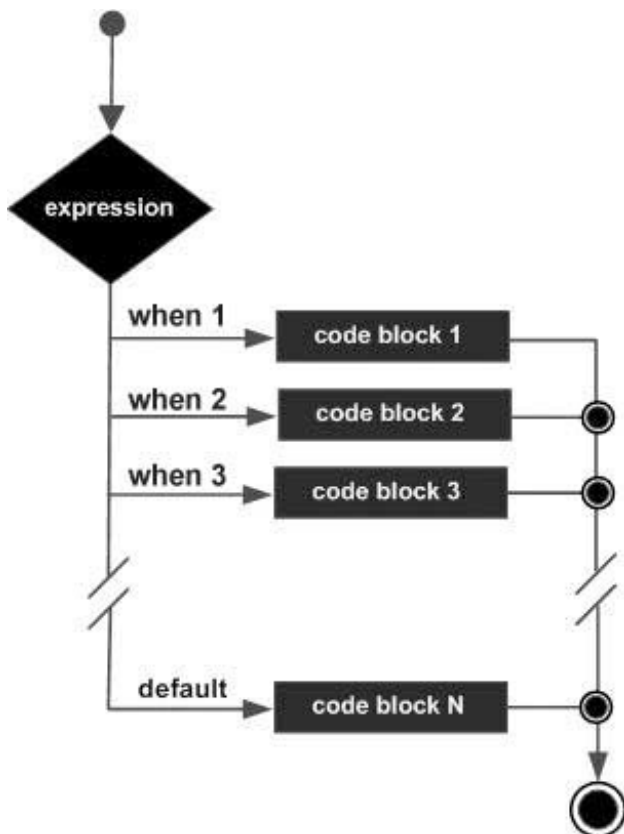 expression
when 1
code block 1
when 2
code block 2
when 3
code block 3
default
code block N